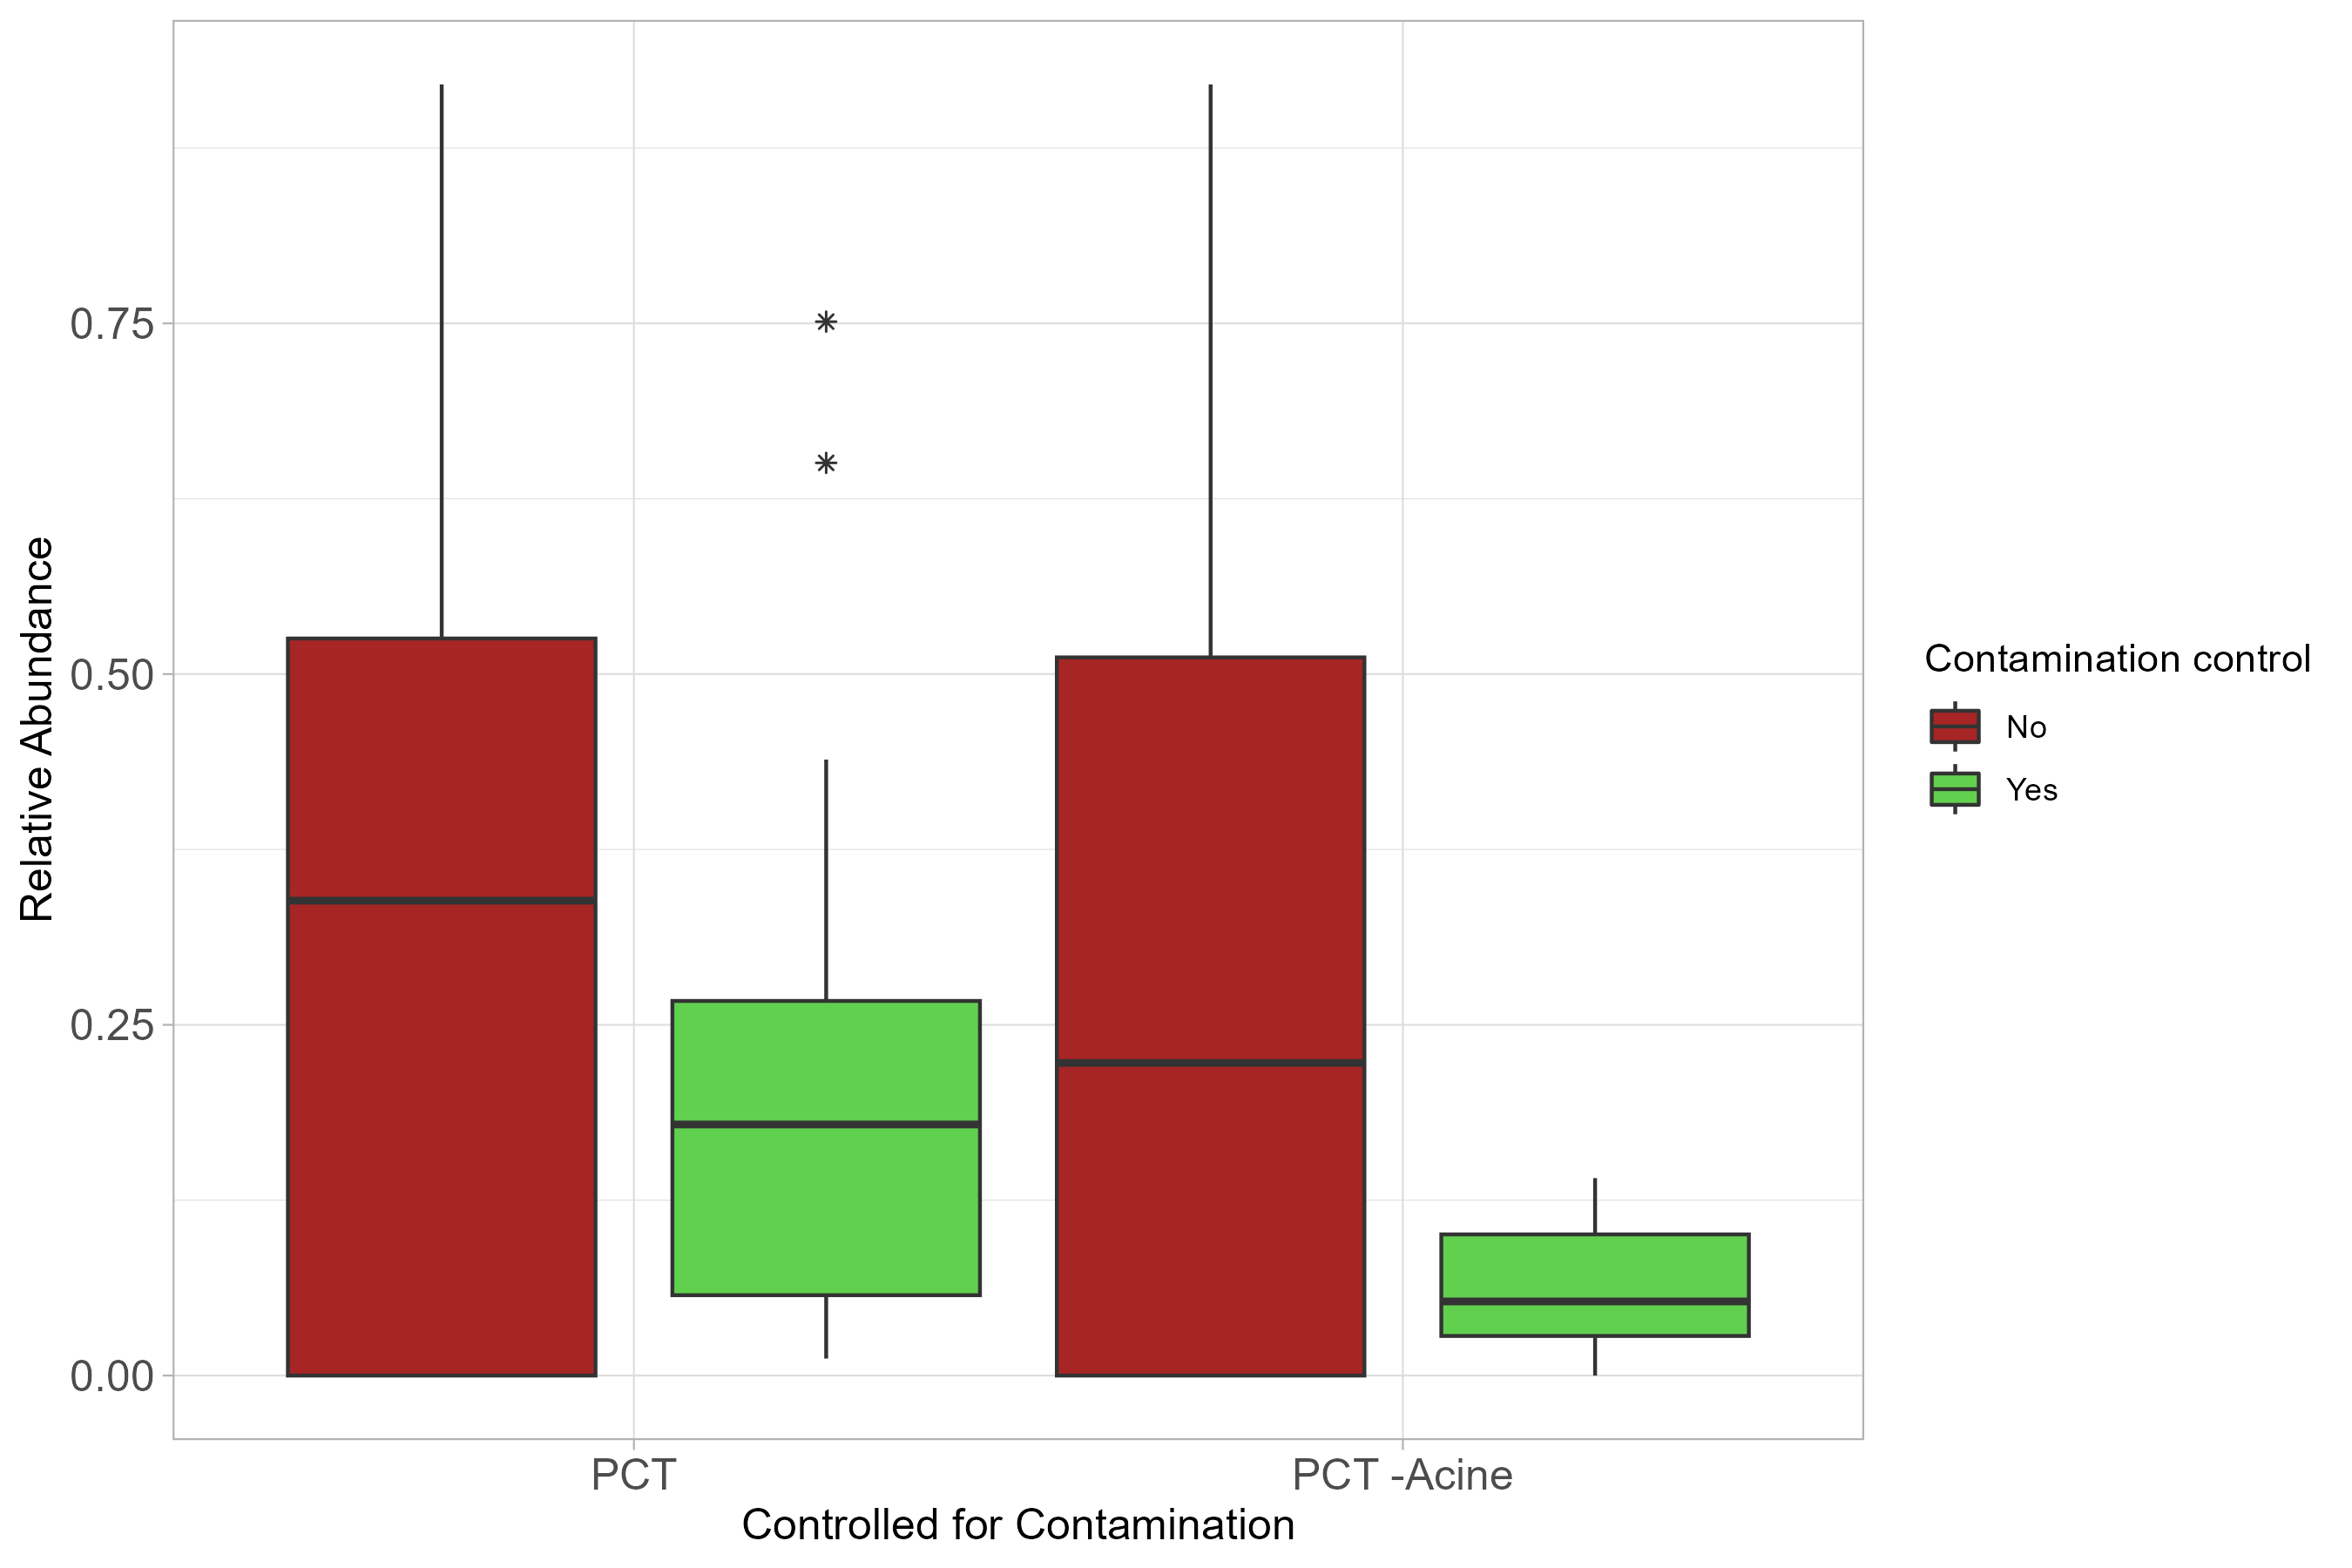 Relative Abundance
0.75
0.50
0.25
0.00
PCT
PCT -Acine
Controlled for Contamination
Contamination control
No
Yes